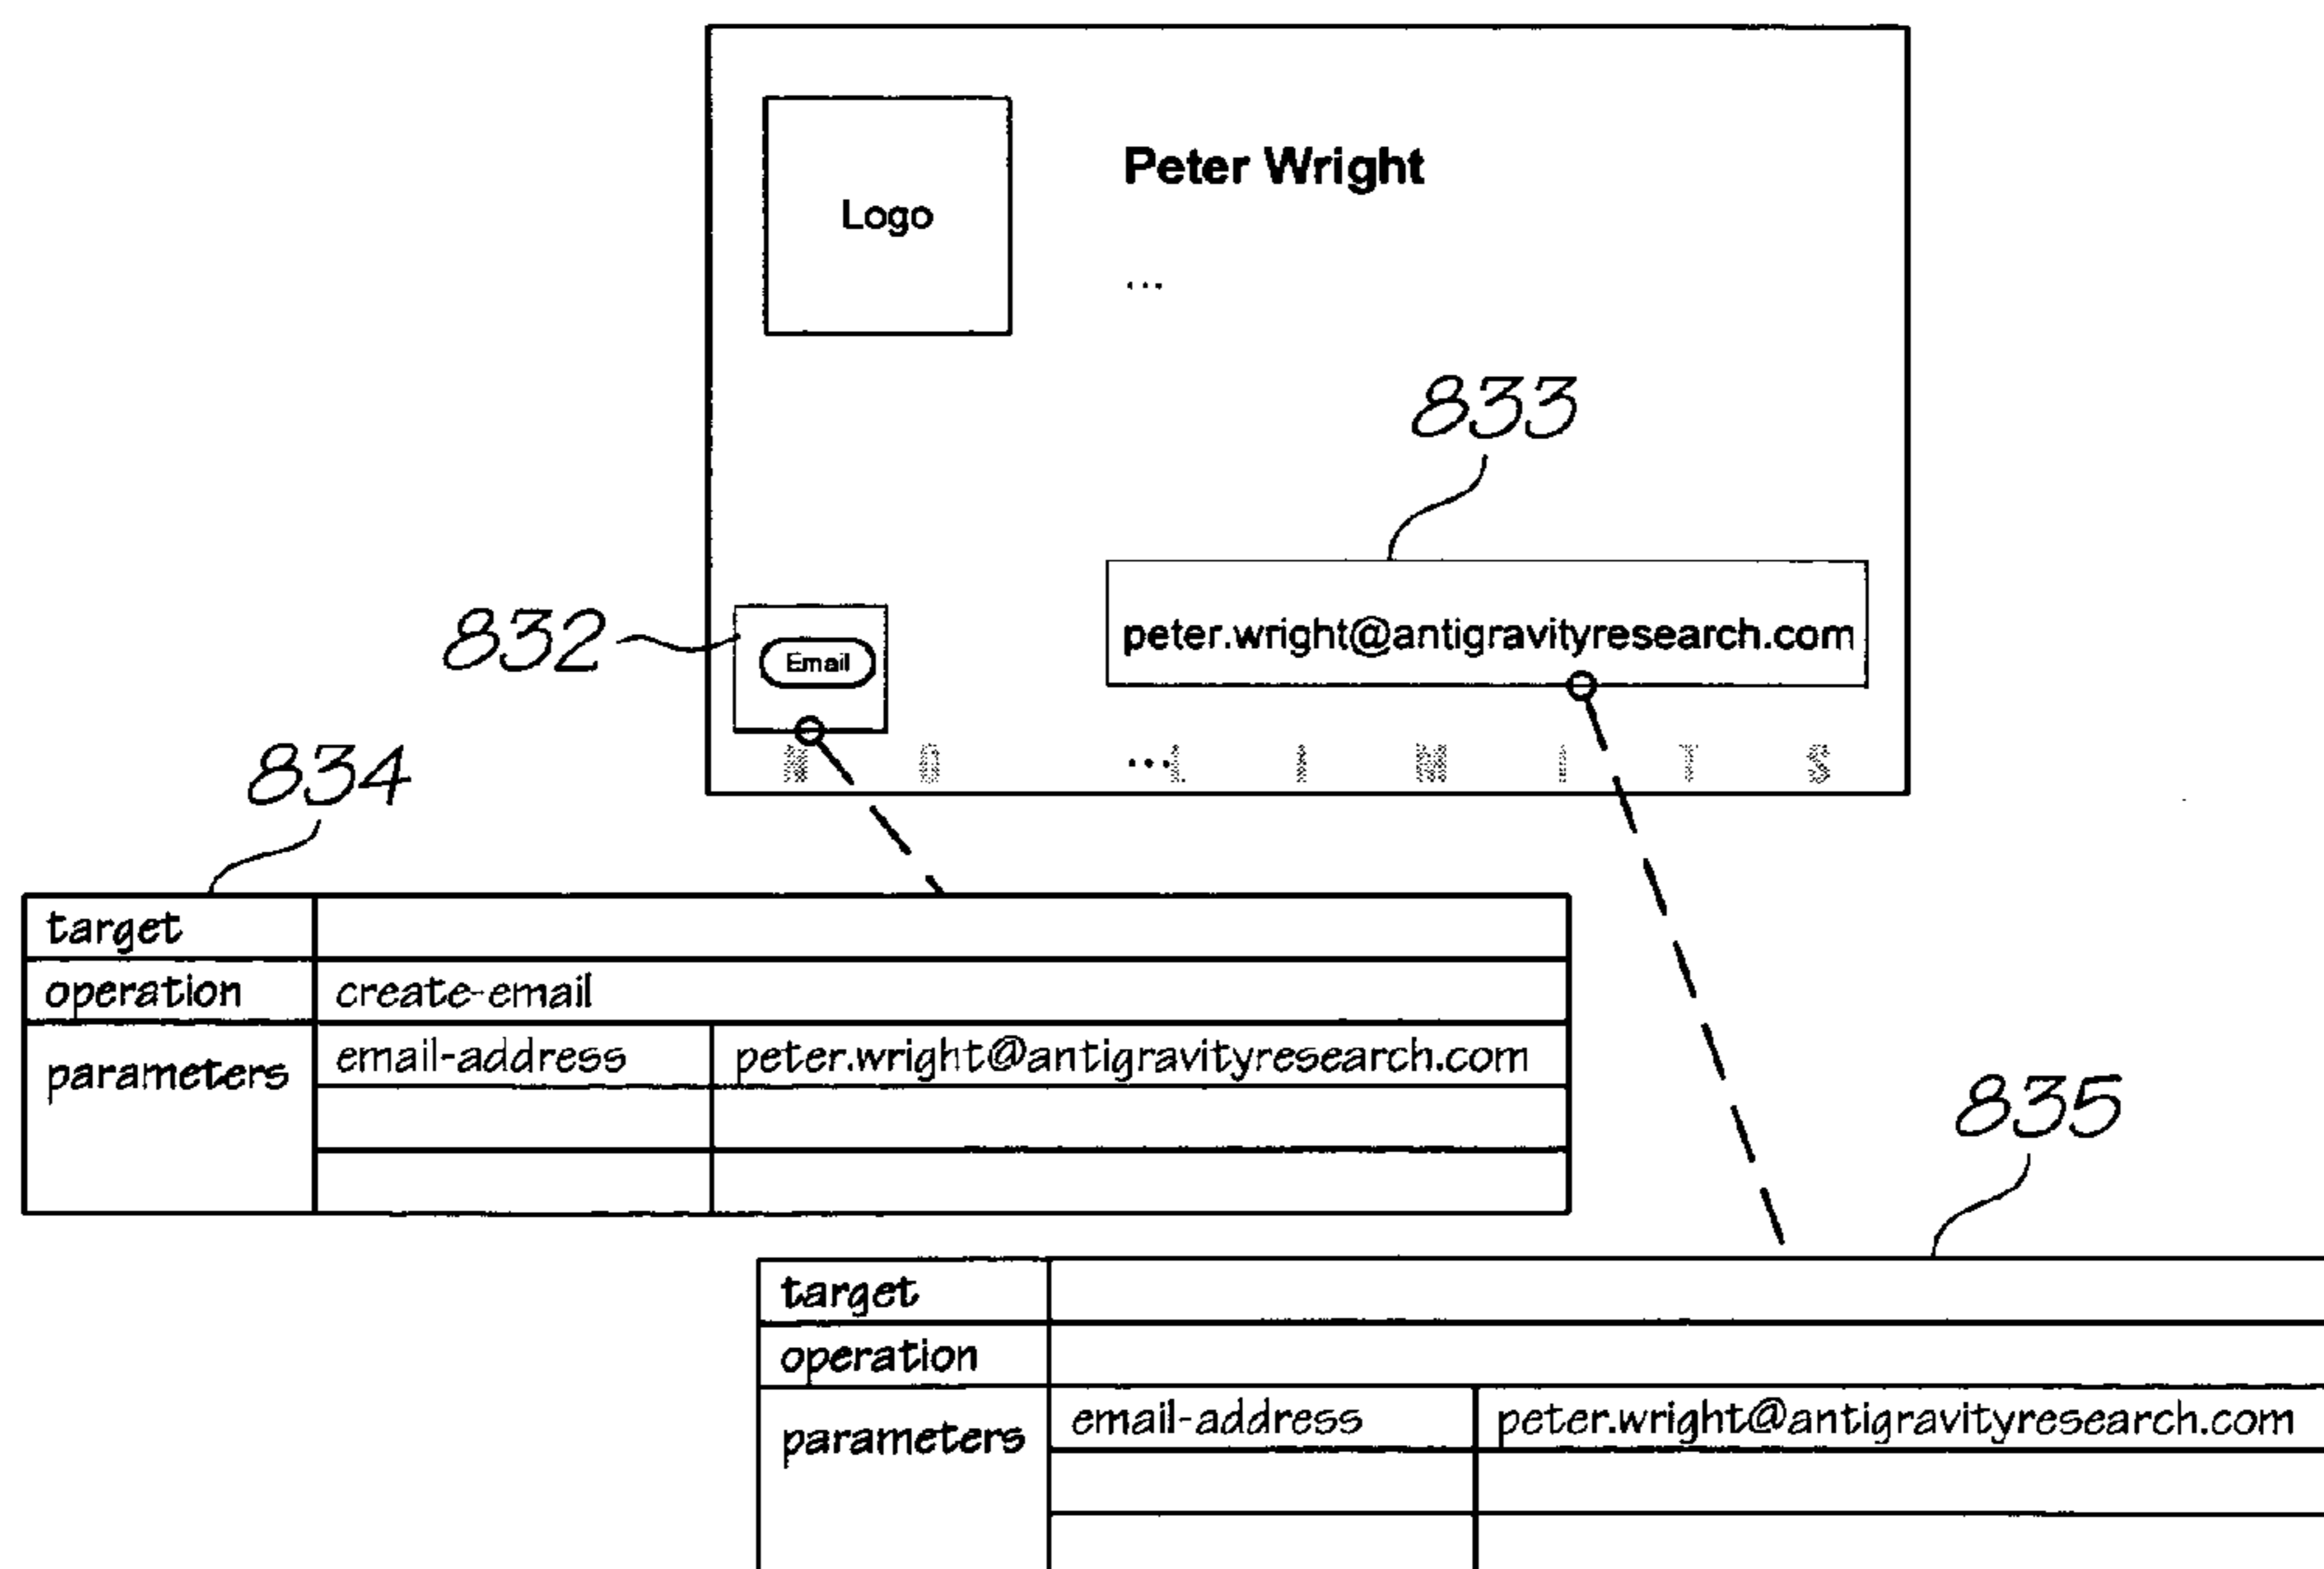 Peter Wright
Logo
...
833
832
Email
peter.wright@antigravityresearch.com
834
N O ...L I M I T S
target
operation create-email
parameters email-address peter.wright@antigravityresearch.com
835
target
operation
parameters email-address peter.wright@antigravityresearch.com